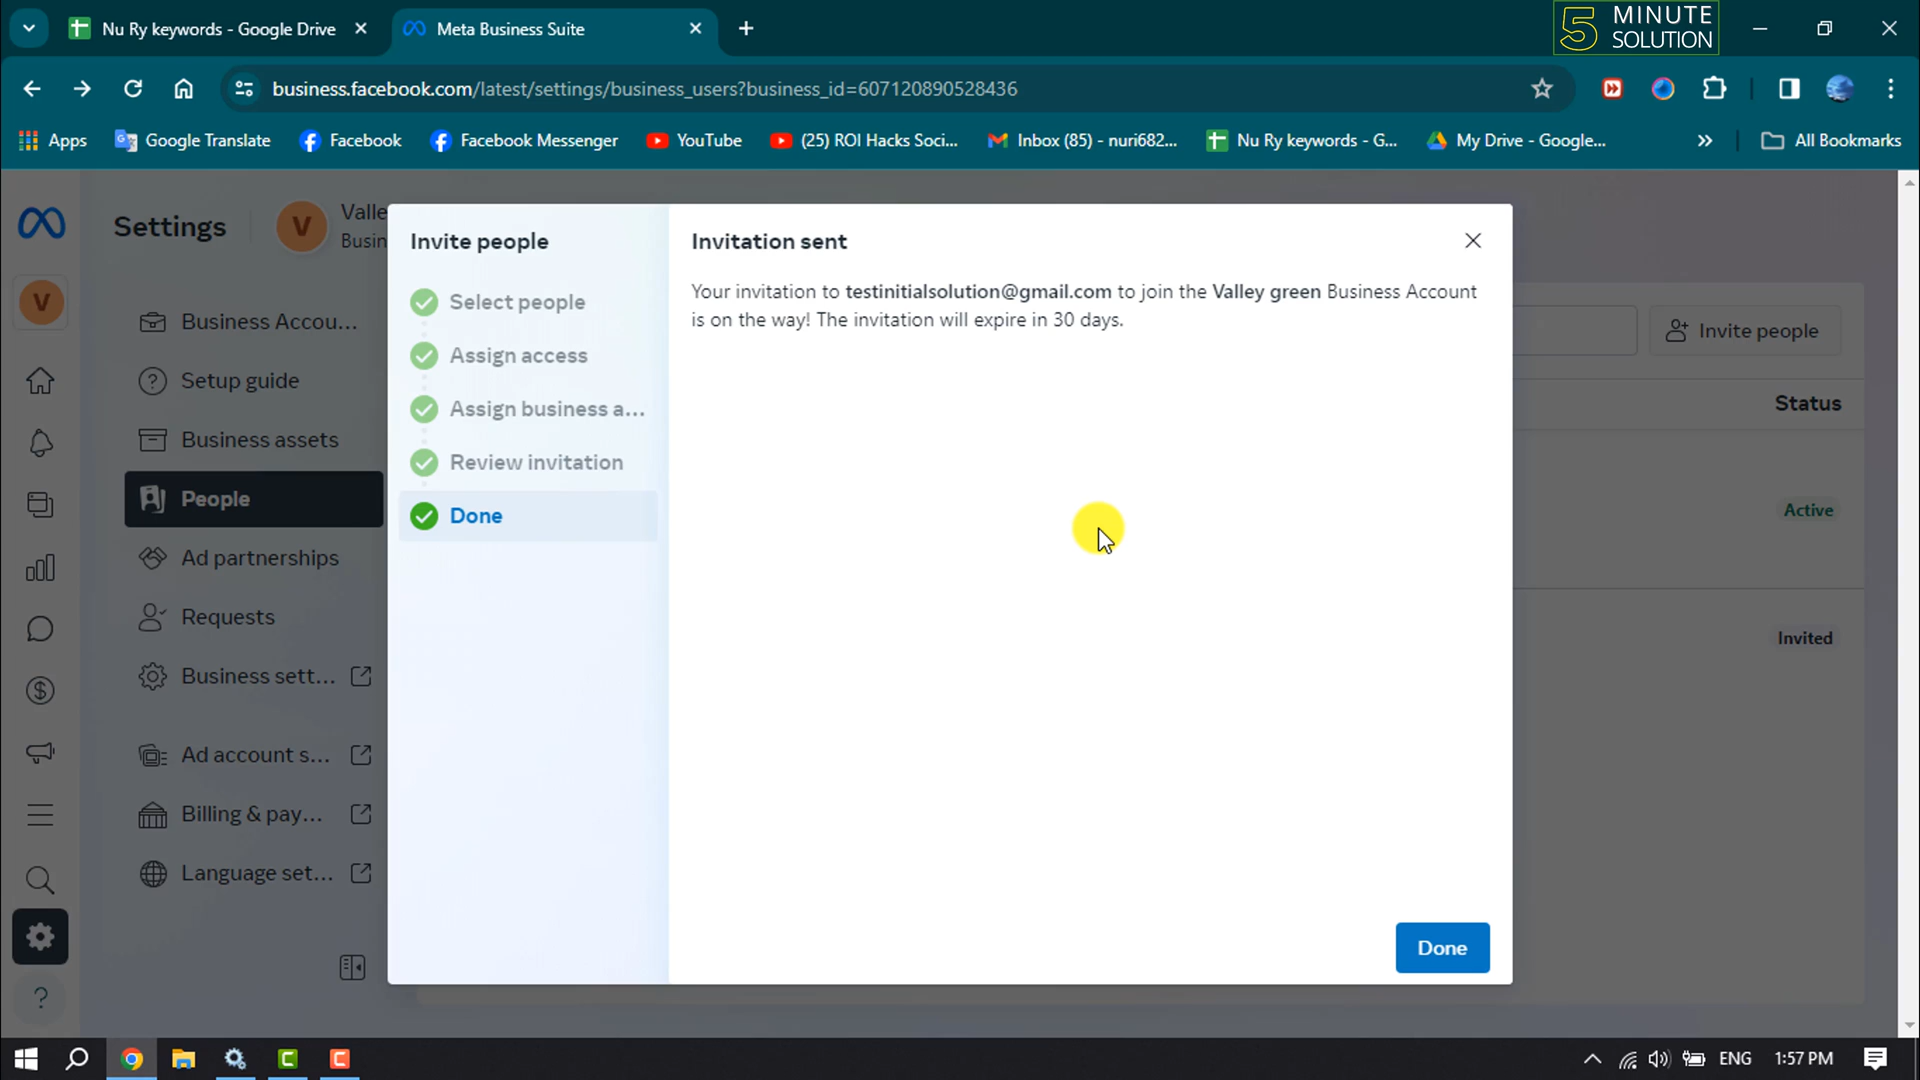 Nu Ry keywords - Google Drive
Meta Business Suite
5 MINUTE
SOLUTION
business.facebook.com/latest/settings/business_users?business_id=607120890528436
Apps
Google Translate
Facebook
Facebook Messenger
YouTube
(25) ROI Hacks Soci...
Inbox (85) - nuri682...
Nu Ry keywords - G...
My Drive - Google...
All Bookmarks
Settings
V
Valle
Busin
V
Business Accou...
Setup guide
Business assets
People
Ad partnerships
Requests
Business sett...
Ad account s...
Billing & pay...
Language set...
Invite people
Select people
Assign access
Assign business a...
Review invitation
Done
Invitation sent
Your invitation to testinitialsolution@gmail.com to join the Valley green Business Account
is on the way! The invitation will expire in 30 days.
Done
Invite people
Status
Active
Invited
ENG
1:57 PM